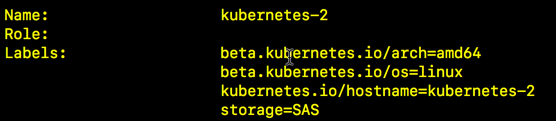 Name: kubernetes-2
Role:
Labels: beta.kubernetes.io/arch=amd64
beta.kubernetes.io/os=linux
kubernetes.io/hostname=kubernetes-2
storage=SAS